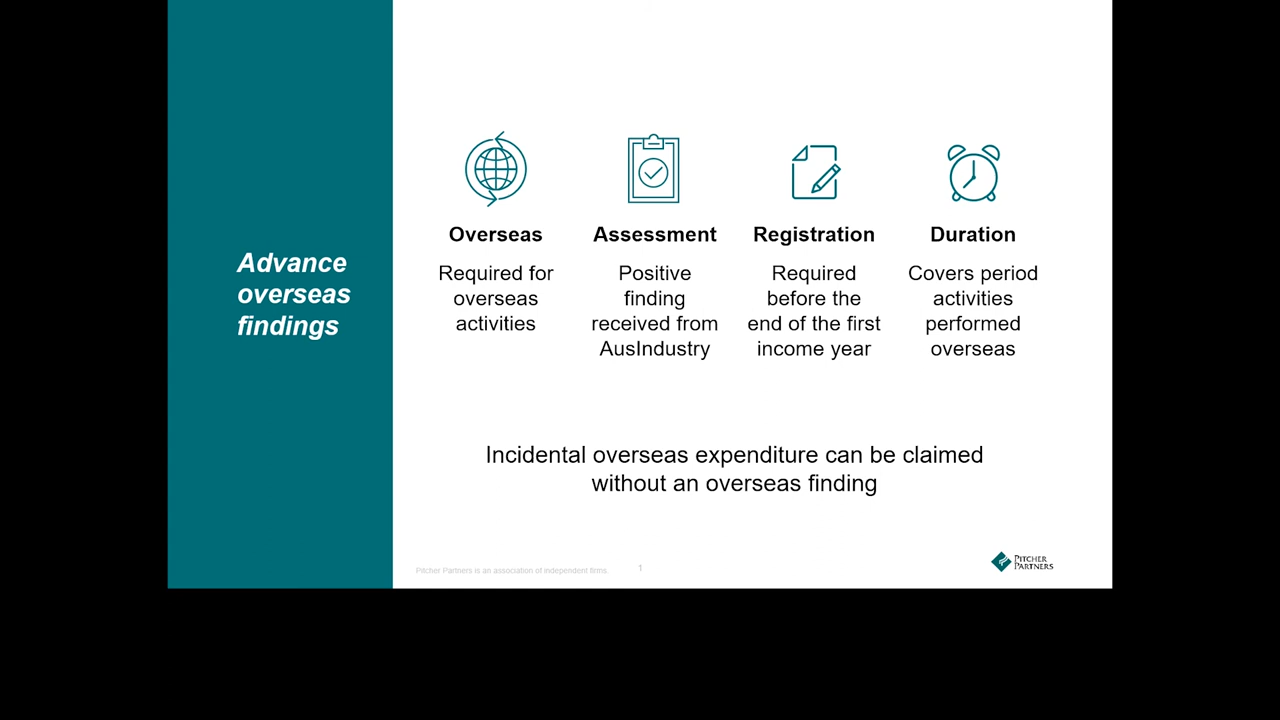 Advance
overseas
findings
Overseas
Required for
overseas
activities
Assessment
Positive
finding
received from
AusIndustry
Registration
Required
before the
end of the first
income year
Duration
Covers period
activities
performed
overseas
Incidental overseas expenditure can be claimed
without an overseas finding
Pitcher Partners is an association of independent firms
1
PITCHER
PARTNERS